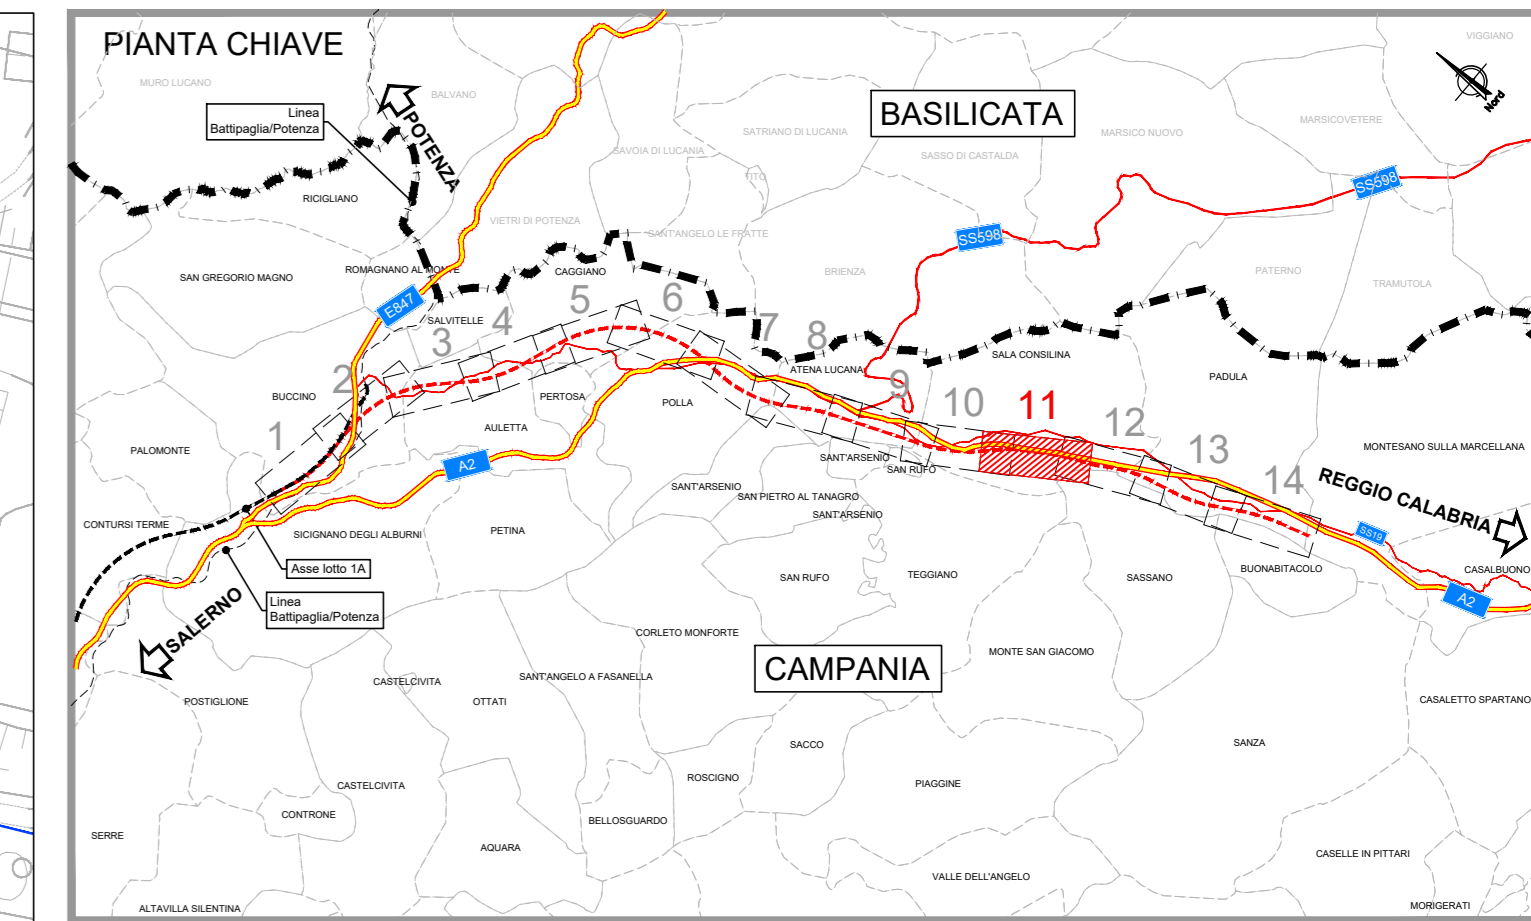 PIANTA CHIAVE
VIGGIANO
MURO LUCANO
BALVANO
Nord
Linea
Battipaglia/Potenza
BASILICATA
POTENZA
SATRIANO DI LUCANIA
MARSICO NUOVO
MARSICOVETERE
SAVOIA DI LUCANIA
SASSO DI CASTALDA
TITO
SS598
RICIGLIANO
VIETRI DI POTENZA
SANT'ANGELO LE FRATTE
SS598
SAN GREGORIO MAGNO
ROMAGNANO AL MONTE
CAGGIANO
BRIENZA
PATERNO
TRAMUTOLA
E847
5
6
SALVITELLE
4
3
7
8
SALA CONSILINA
ATENA LUCANA
PADULA
2
BUCCINO
PERTOSA
POLLA
9
10
11
12
1
AULETTA
PALOMONTE
13
MONTESANO SULLA MARCELLANA
A2
SANT'ARSENIO
SAN RUFO
14
REGGIO CALABRIA
SANT'ARSENIO
SAN PIETRO AL TANAGRO
SANT'ARSENIO
CONTURSI TERME
SICIGNANO DEGLI ALBURNI
PETINA
SS19
Asse lotto 1A
SAN RUFO
TEGGIANO
SASSANO
BUONABITACOLO
CASALBUONO
A2
Linea
Battipaglia/Potenza
SALERNO
CORLETO MONFORTE
MONTE SAN GIACOMO
CAMPANIA
CASTELCIVITA
SANT'ANGELO A FASANELLA
POSTIGLIONE
OTTATI
CASALETTO SPARTANO
SACCO
SANZA
ROSCIGNO
CASTELCIVITA
PIAGGINE
CONTRONE
BELLOSGUARDO
SERRE
AQUARA
CASELLE IN PITTARI
VALLE DELL'ANGELO
ALTAVILLA SILENTINA
MORIGERATI